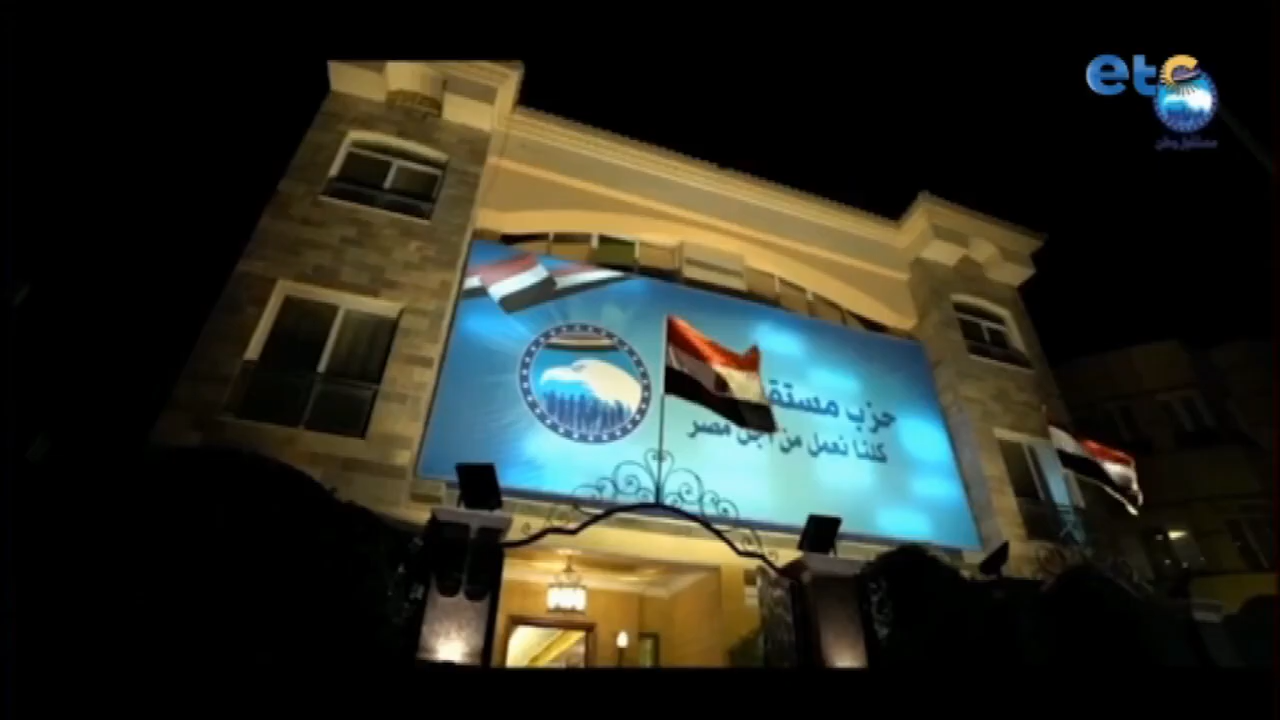 etc
مستقبل وطن
حزب مستق
كلنا نعمل من أجل مصر